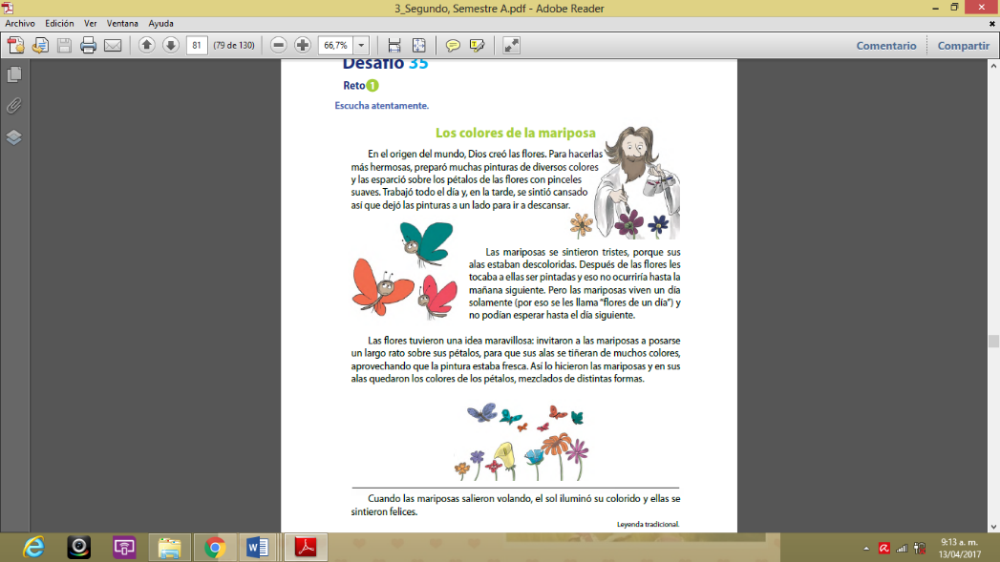 3_Segundo, Semestre A.pdf - Adobe Reader
Archivo Edición Ver Ventana Ayuda
81 (79 de 130) 66,7% Comentario Compartir
Desafío 35
Reto 1
Escucha atentamente.
Los colores de la mariposa
En el origen del mundo, Dios creó las flores. Para hacerlas
más hermosas, preparó muchas pinturas de diversos colores
y las esparció sobre los pétalos de las flores con pinceles
suaves. Trabajó todo el día y, en la tarde, se sintió cansado
así que dejó las pinturas a un lado para ir a descansar.
Las mariposas se sintieron tristes, porque sus
alas estaban descoloridas. Después de las flores les
tocaba a ellas ser pintadas y eso no ocurriría hasta la
mañana siguiente. Pero las mariposas viven un día
solamente (por eso se les llama "flores de un día") y
no podían esperar hasta el día siguiente.
Las flores tuvieron una idea maravillosa: invitaron a las mariposas a posarse
un largo rato sobre sus pétalos, para que sus alas se tiñeran de muchos colores,
aprovechando que la pintura estaba fresca. Así lo hicieron las mariposas y en sus
alas quedaron los colores de los pétalos, mezclados de distintas formas.
Cuando las mariposas salieron volando, el sol iluminó su colorido y ellas se
sintieron felices.
Leyenda tradicional.
9:13 a. m.
13/04/2017